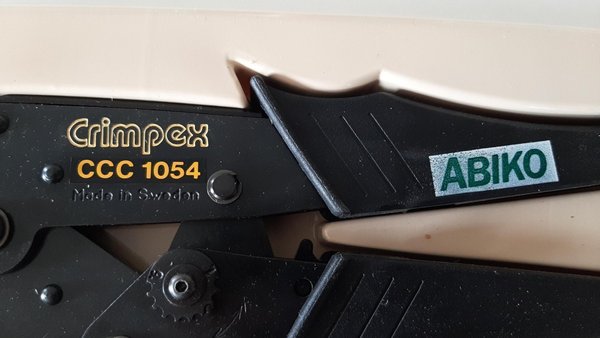 Crimpex
CCC 1054
Made in Sweden
ABIKO